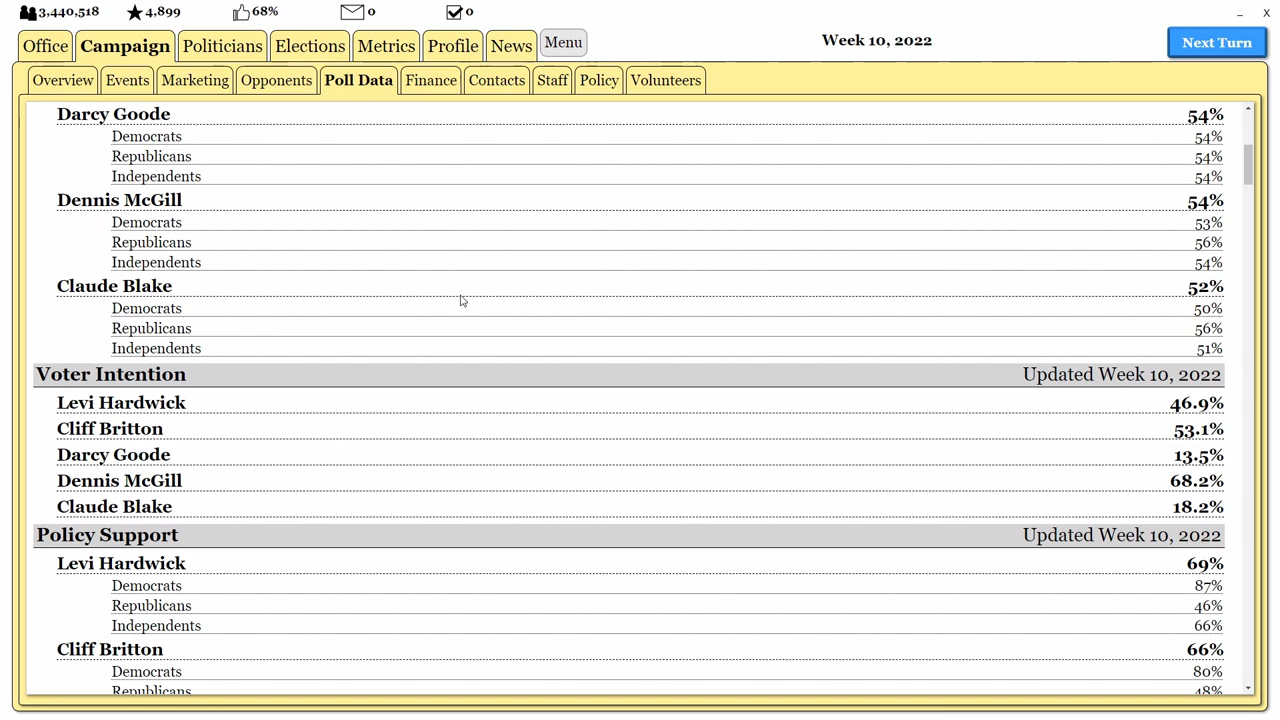 3,440,518 4,899 68% 0 0
_ X
Office Campaign Politicians Elections Metrics Profile News Menu Week 10, 2022 Next Turn
Overview Events Marketing Opponents Poll Data Finance Contacts Staff Policy Volunteers
Darcy Goode 54%
Democrats 54%
Republicans 54%
Independents 54%
Dennis McGill 54%
Democrats 53%
Republicans 56%
Independents 54%
Claude Blake 52%
Democrats 50%
Republicans 56%
Independents 51%
Voter Intention Updated Week 10, 2022
Levi Hardwick 46.9%
Cliff Britton 53.1%
Darcy Goode 13.5%
Dennis McGill 68.2%
Claude Blake 18.2%
Policy Support Updated Week 10, 2022
Levi Hardwick 69%
Democrats 87%
Republicans 46%
Independents 66%
Cliff Britton 66%
Democrats 80%
Republicans 48%